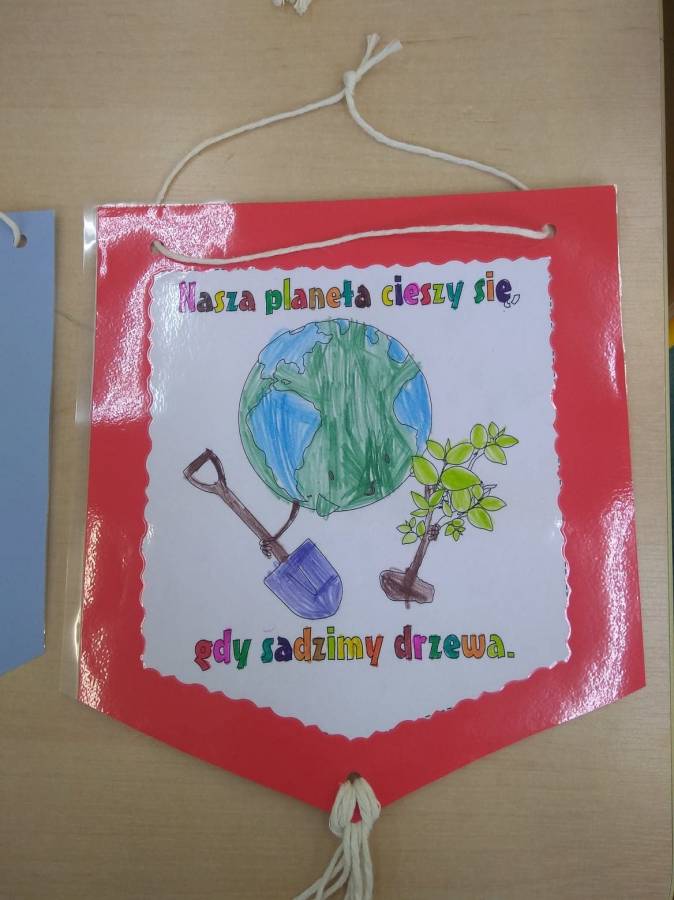 Nasza planeta cieszy się,
gdy sadzimy drzewa.